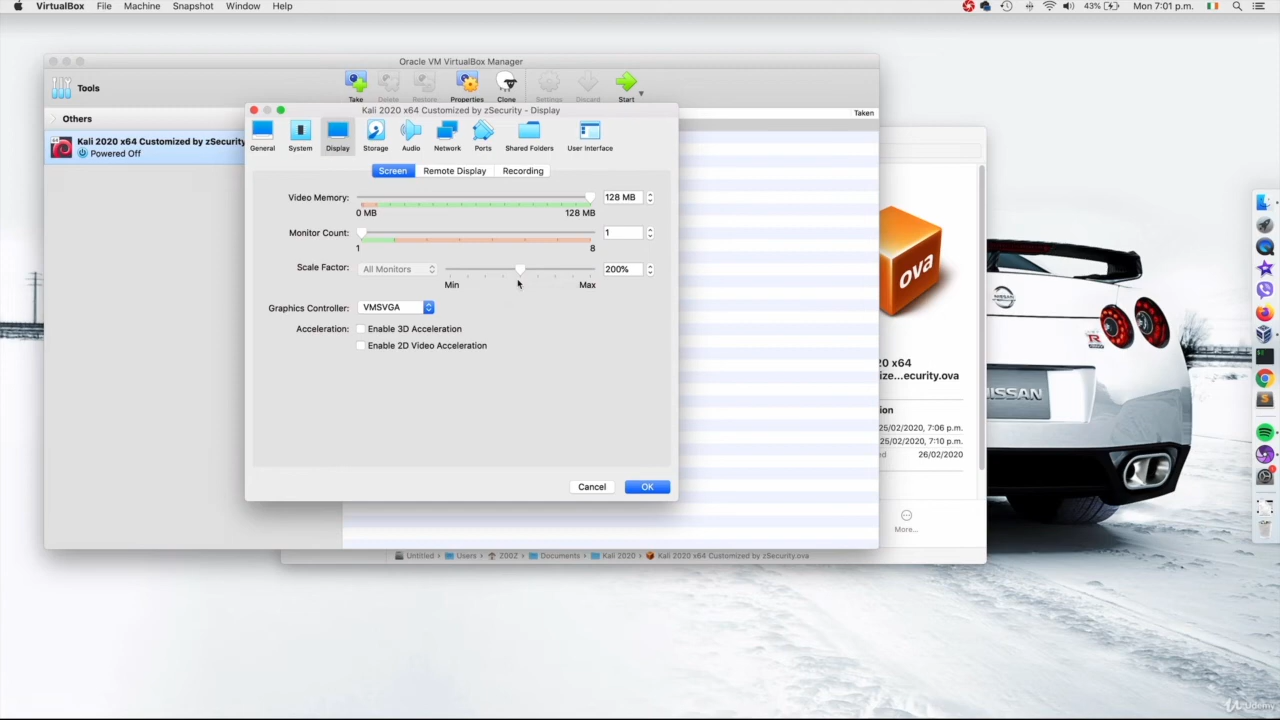 VirtualBox File Machine Snapshot Window Help 43% Mon 7:01 p.m.
Oracle VM VirtualBox Manager
Tools
Take Delete Restore Properties Clone Settings Discard Start
Others
Taken
Kali 2020 x64 Customized by zSecurity
Powered Off
Kali 2020 x64 Customized by zSecurity - Display
General System Display Storage Audio Network Ports Shared Folders User Interface
Screen Remote Display Recording
Video Memory: 128 MB
0 MB 128 MB
Monitor Count: 1
1 8
Scale Factor: All Monitors 200%
Min Max
Graphics Controller: VMSVGA
Acceleration: Enable 3D Acceleration
Enable 2D Video Acceleration
Cancel OK
ova
20 x64
ize...ecurity.ova
ion
25/02/2020, 7:06 p.m.
25/02/2020, 7:10 p.m.
ed 26/02/2020
More...
Untitled Users Z00Z Documents Kali 2020 Kali 2020 x64 Customized by zSecurity.ova
NISSAN
Udemy